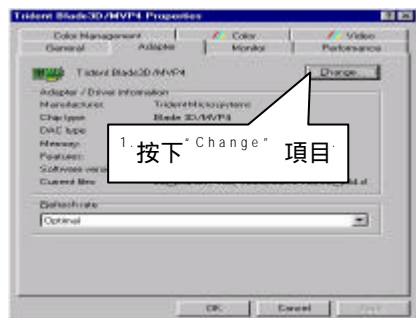 Trident Blade3D/MVP4 Properties
Color Management Color Video
General Adapter Monitor Performance
Trident Blade3D/MVP4 Change...
Adapter / Driver information
Manufacturer: Trident Microsystems
Chip type: Blade 3D/MVP4
DAC type:
Memory:
Features:
Software version
Current files:
1. 按下 "Change" 項目.
Refresh rate
Optimal
OK Cancel